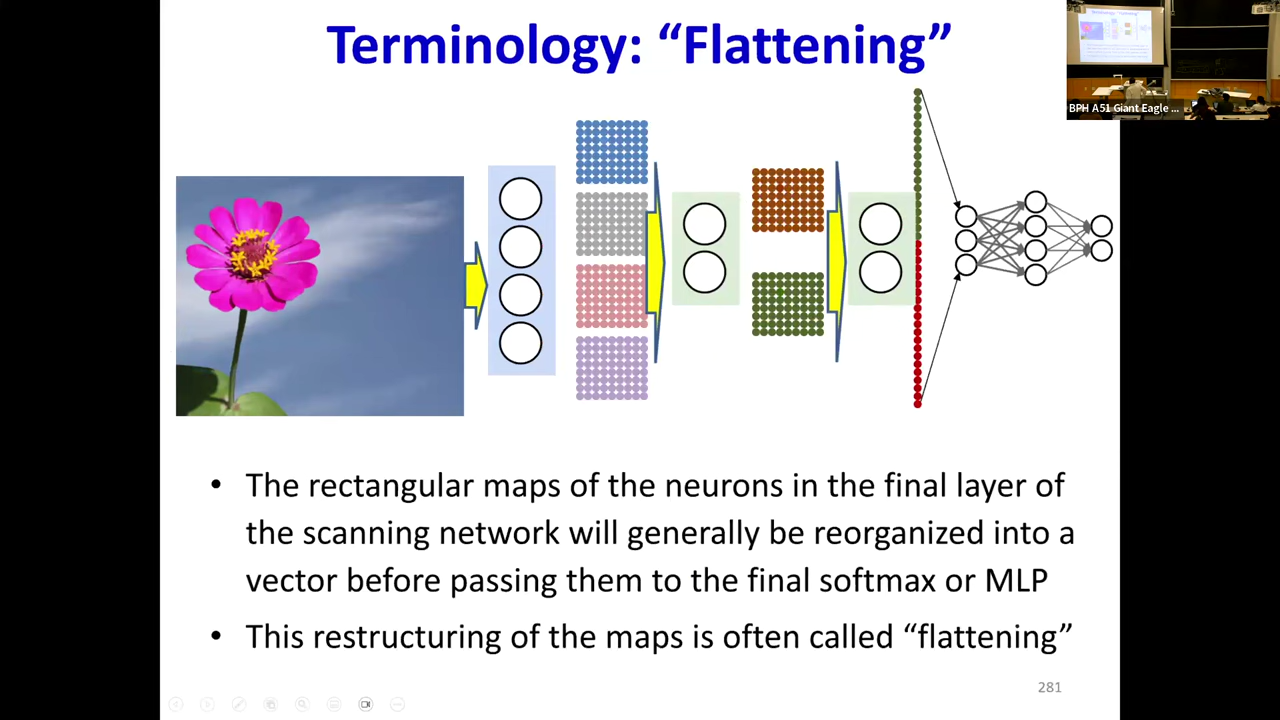 Terminology: “Flattening”
BPH A51 Giant Eagle ...
• The rectangular maps of the neurons in the final layer of
the scanning network will generally be reorganized into a
vector before passing them to the final softmax or MLP
• This restructuring of the maps is often called “flattening”
281